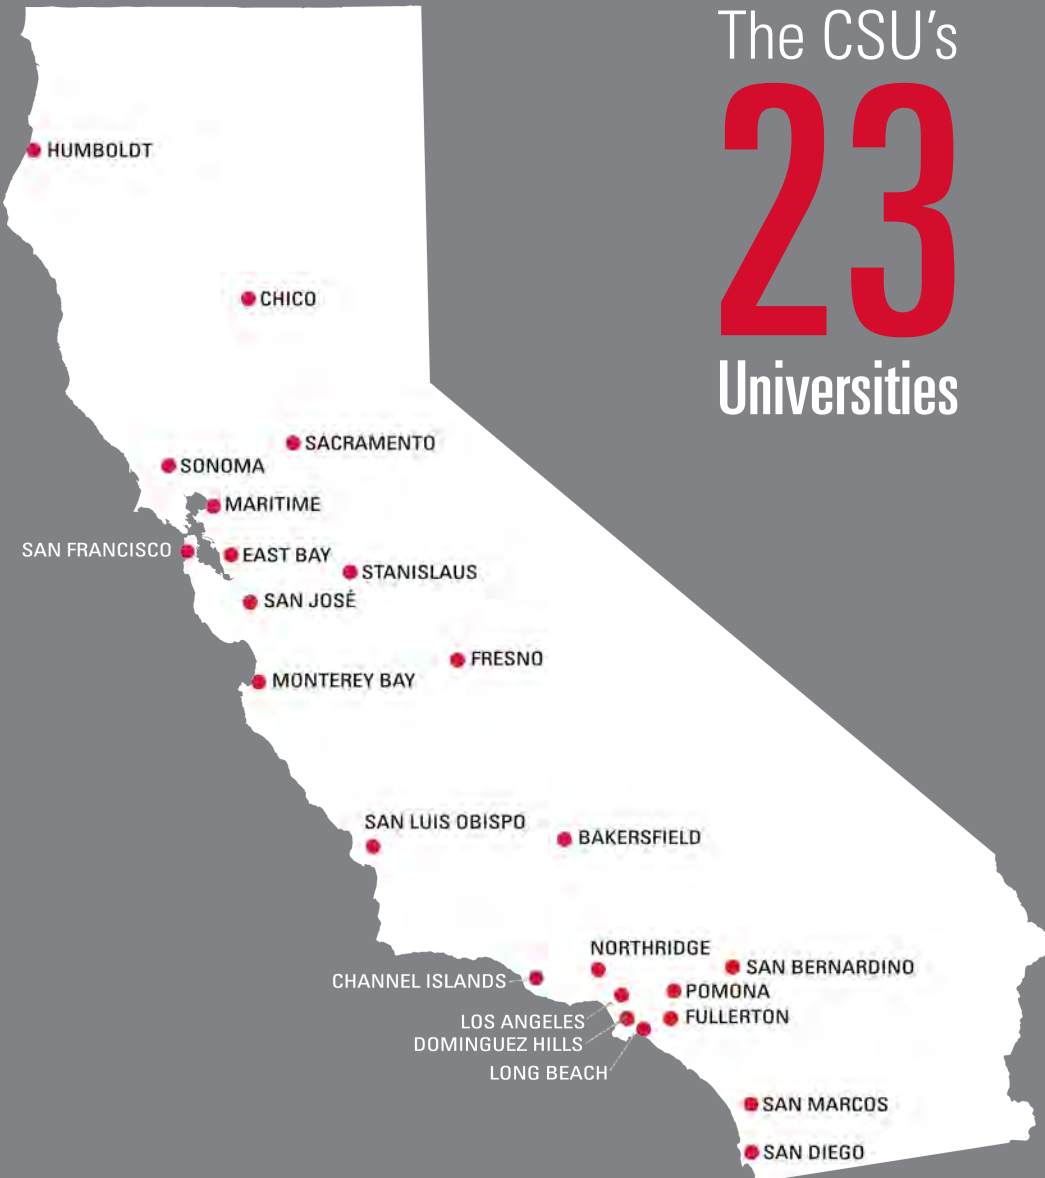 The CSU's
23
Universities
HUMBOLDT
CHICO
SACRAMENTO
SONOMA
MARITIME
SAN FRANCISCO
EAST BAY
STANISLAUS
SAN JOSÉ
FRESNO
MONTEREY BAY
SAN LUIS OBISPO
BAKERSFIELD
NORTHRIDGE
SAN BERNARDINO
CHANNEL ISLANDS
POMONA
FULLERTON
LOS ANGELES
DOMINGUEZ HILLS
LONG BEACH
SAN MARCOS
SAN DIEGO